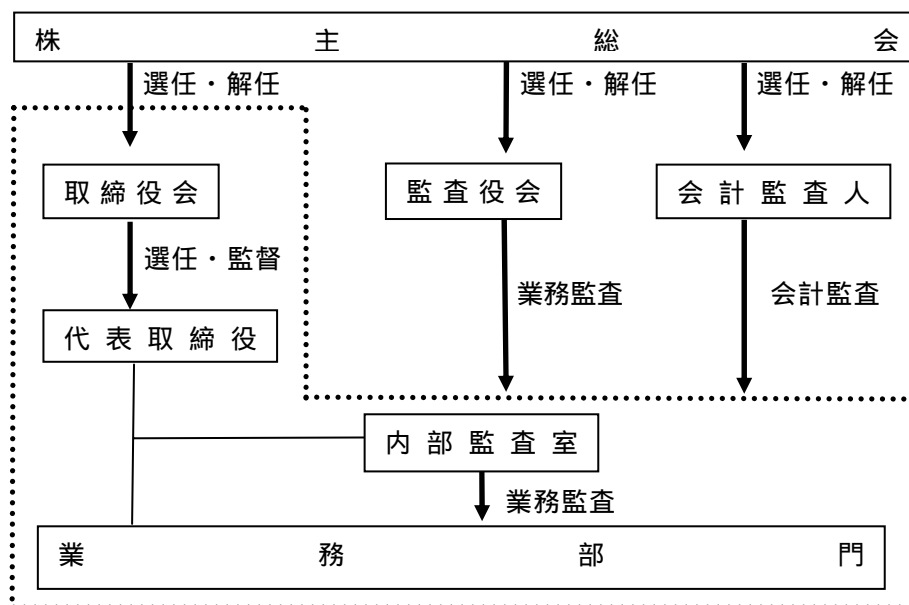 株主総会
選任・解任
選任・解任
選任・解任
取締役会
監査役会
会計監査人
選任・監督
業務監査
会計監査
代表取締役
内部監査室
業務監査
業務部門